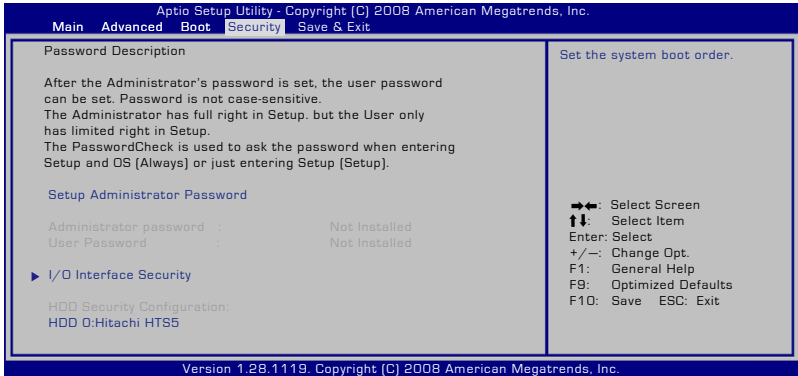 Aptio Setup Utility - Copyright (C) 2008 American Megatrends, Inc.
Main Advanced Boot Security Save & Exit
Password Description
After the Administrator's password is set, the user password
can be set. Password is not case-sensitive.
The Administrator has full right in Setup. but the User only
has limited right in Setup.
The PasswordCheck is used to ask the password when entering
Setup and OS (Always) or just entering Setup (Setup).
Setup Administrator Password
Administrator password : Not Installed
User Password : Not Installed
I/O Interface Security
HDD Security Configuration:
HDD 0:Hitachi HTS5
Set the system boot order.
➡⬅: Select Screen
⬆⬇: Select Item
Enter: Select
+/—: Change Opt.
F1: General Help
F9: Optimized Defaults
F10: Save ESC: Exit
Version 1.28.1119. Copyright (C) 2008 American Megatrends, Inc.